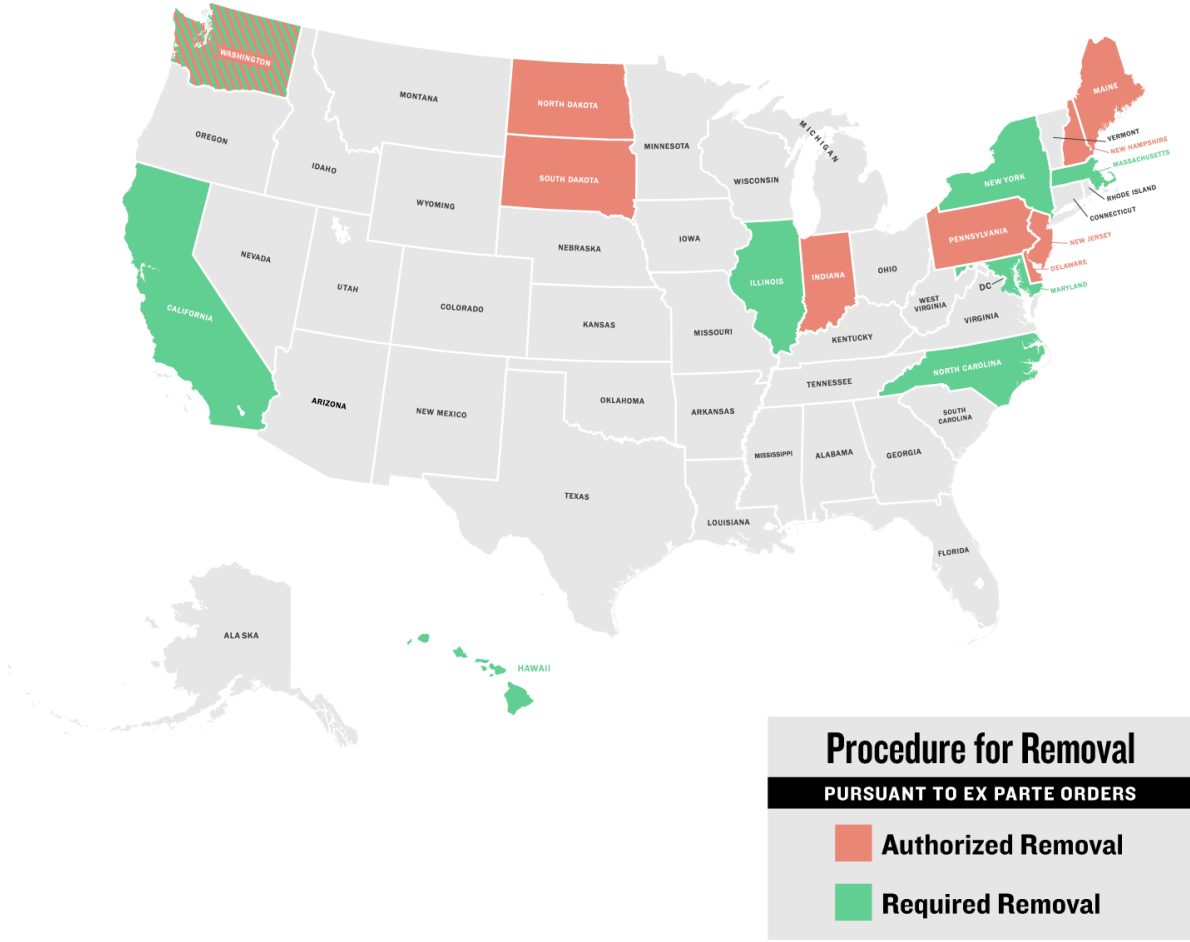 WASHINGTON
MONTANA
NORTH DAKOTA
MAINE
OREGON
MINNESOTA
MICHIGAN
VERMONT
NEW HAMPSHIRE
MASSACHUSETTS
IDAHO
SOUTH DAKOTA
WISCONSIN
NEW YORK
RHODE ISLAND
WYOMING
CONNECTICUT
IOWA
PENNSYLVANIA
NEW JERSEY
NEVADA
NEBRASKA
ILLINOIS
INDIANA
OHIO
DELAWARE
UTAH
DC
MARYLAND
CALIFORNIA
COLORADO
WEST
VIRGINIA
VIRGINIA
KANSAS
MISSOURI
KENTUCKY
NORTH CAROLINA
TENNESSEE
ARIZONA
NEW MEXICO
OKLAHOMA
ARKANSAS
SOUTH
CAROLINA
MISSISSIPPI
ALABAMA
GEORGIA
TEXAS
LOUISIANA
FLORIDA
ALASKA
HAWAII
Procedure for Removal
PURSUANT TO EX PARTE ORDERS
Authorized Removal
Required Removal